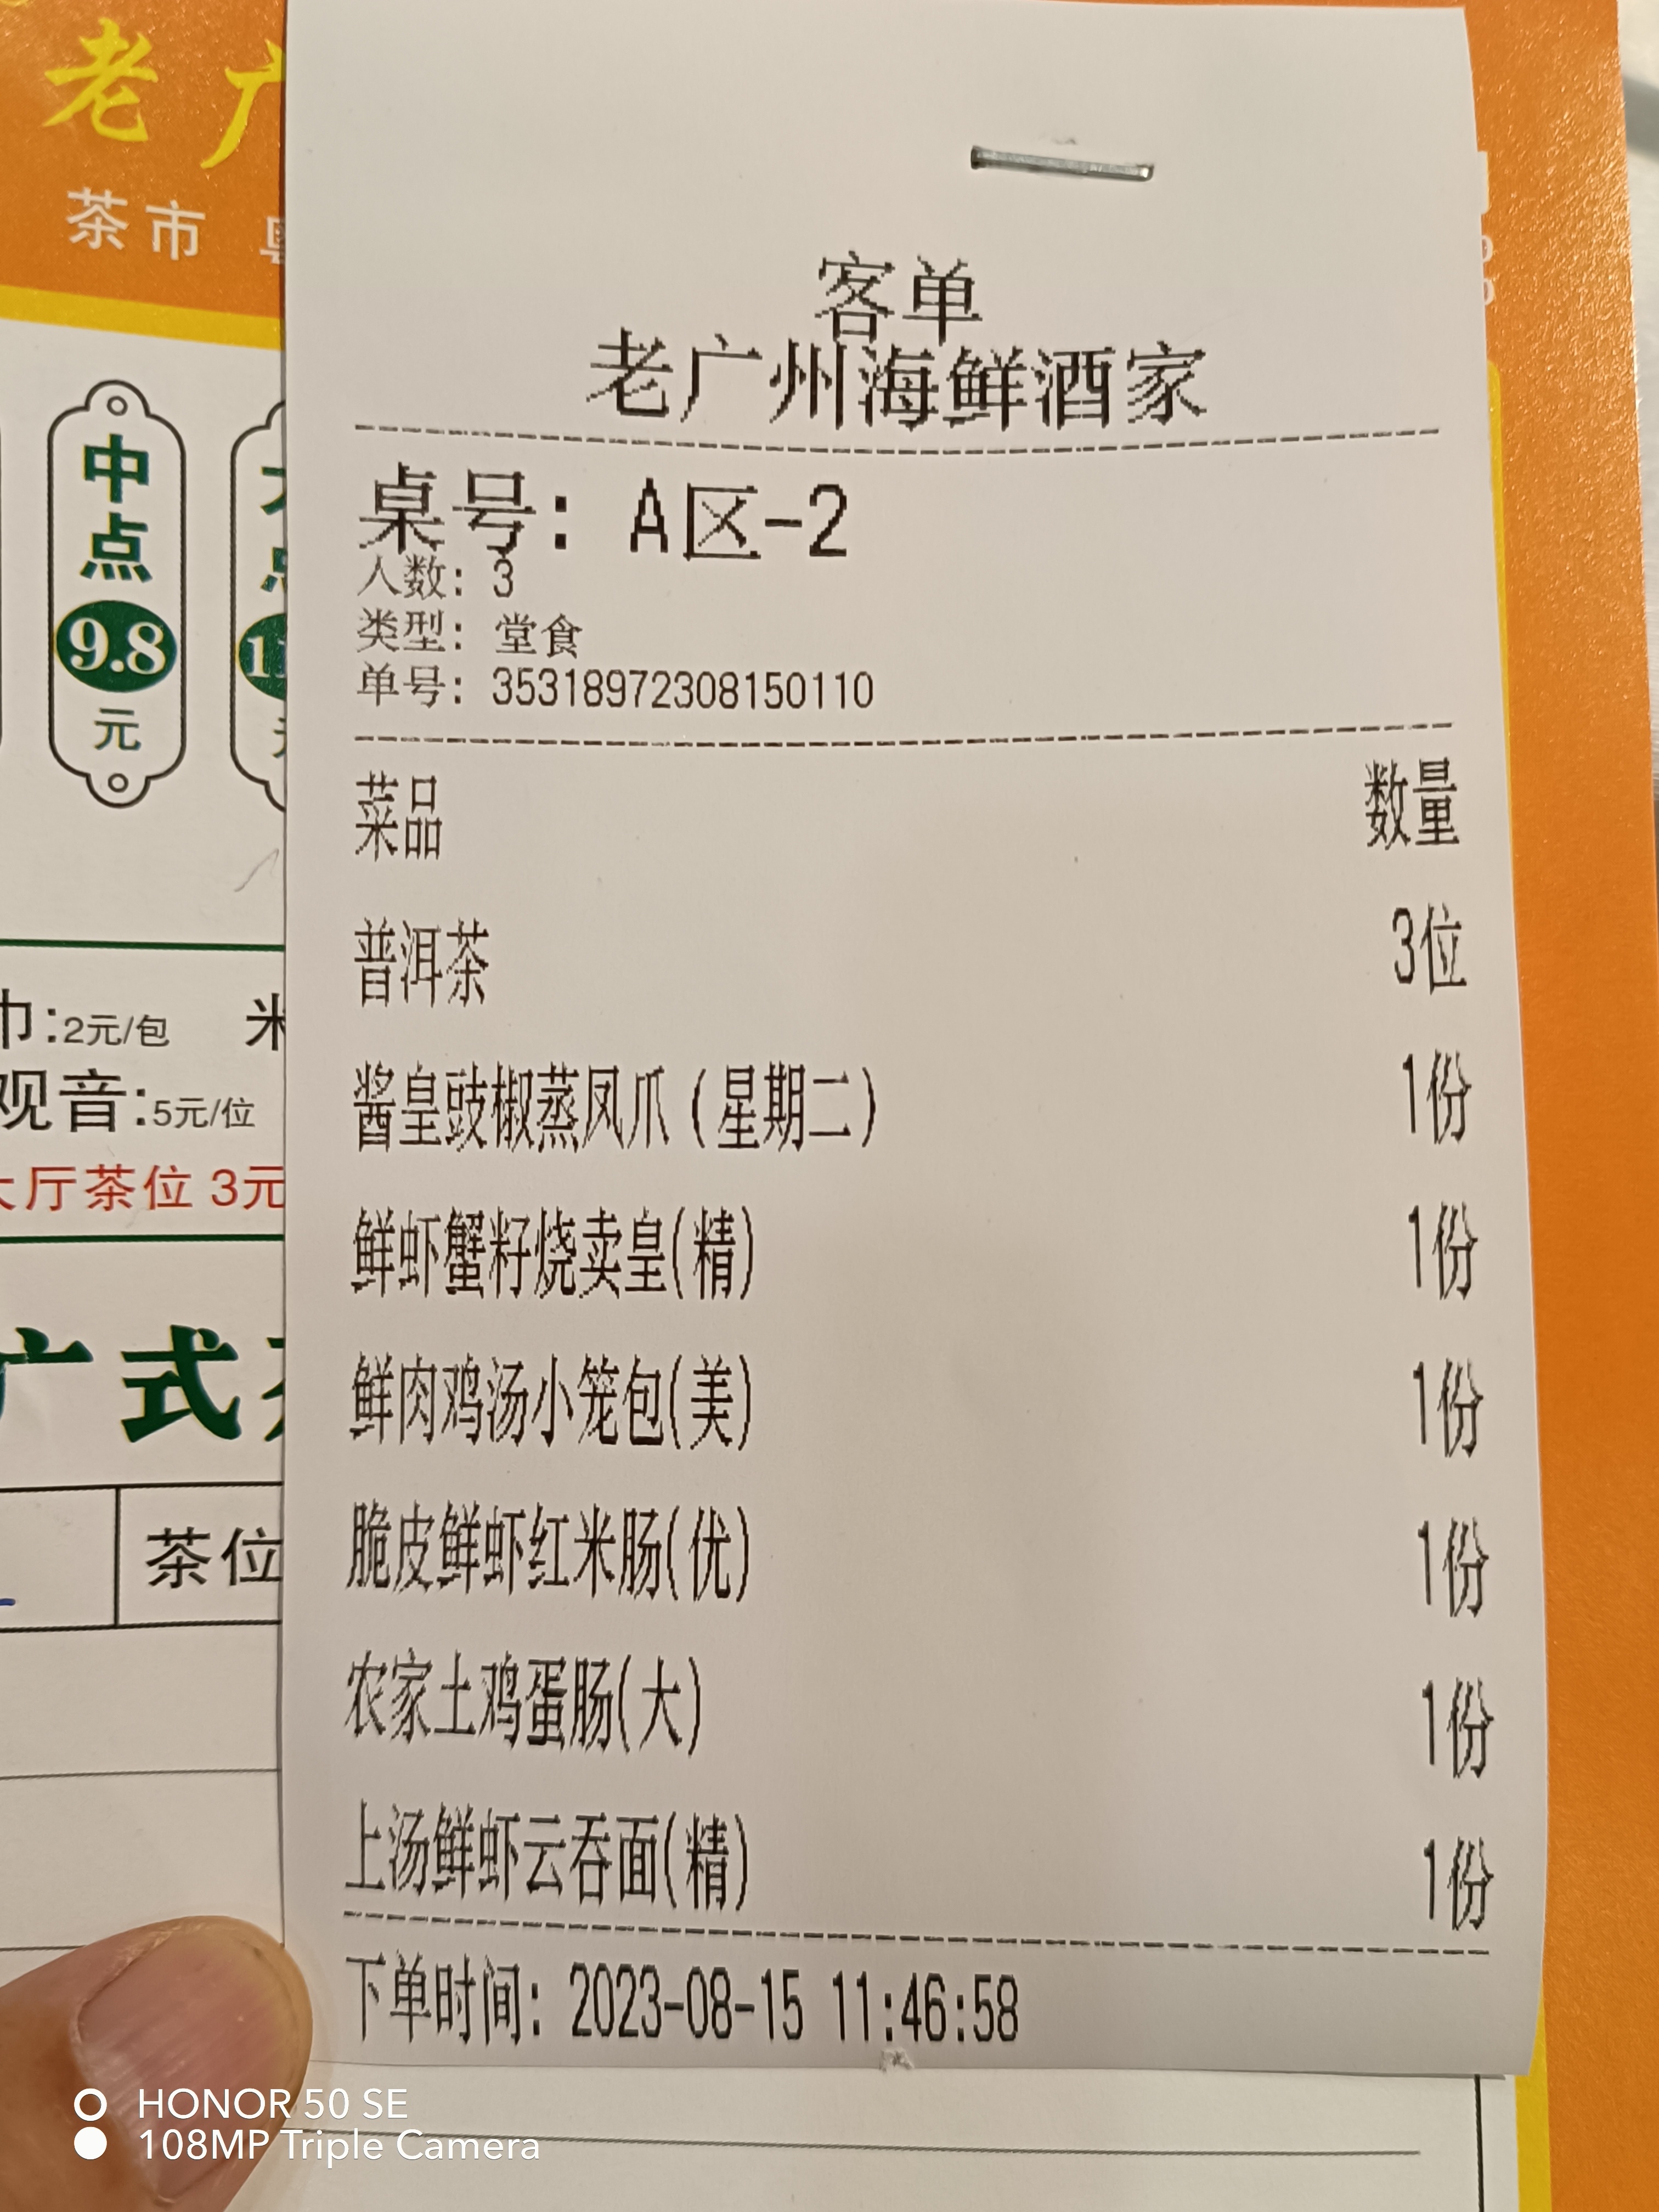 老广
茶市
中点
9.8
元
巾:2元/包
米
观音:5元/位
大厅茶位 3元
广式
茶位
客单
老广州海鲜酒家
桌号: A区-2
人数: 3
类型: 堂食
单号: 35318972308150110
菜品 数量
普洱茶 3位
酱皇豉椒蒸凤爪(星期二) 1份
鲜虾蟹籽烧卖皇(精) 1份
鲜肉鸡汤小笼包(美) 1份
脆皮鲜虾红米肠(优) 1份
农家土鸡蛋肠(大) 1份
上汤鲜虾云吞面(精) 1份
下单时间: 2023-08-15 11:46:58
HONOR 50 SE
108MP Triple Camera